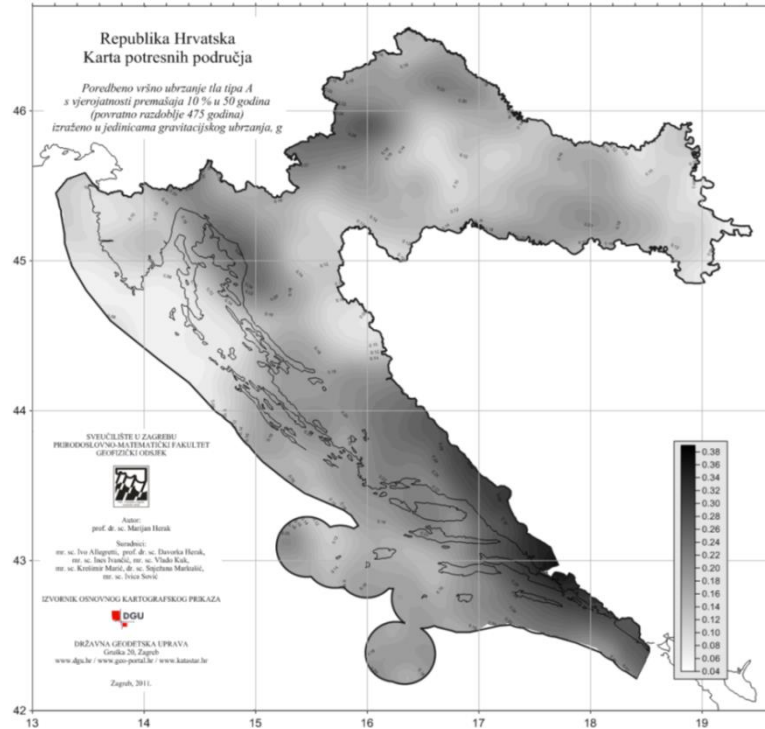 Republika Hrvatska
Karta potresnih područja
Poredbeno vršno ubrzanje tla tipa A
s vjerojatnosti premašaja 10 % u 50 godina
(povratno razdoblje 475 godina)
izraženo u jedinicama gravitacijskog ubrzanja, g
46
45
44
SVEUČILIŠTE U ZAGREBU
PRIRODOSLOVNO-MATEMATIČKI FAKULTET
GEOFIZIČKI ODSJEK
Autor:
prof. dr. sc. Marijan Herak
Suradnici:
mr. sc. Ivo Allegretti, prof. dr. sc. Davorka Herak,
mr. sc. Ines Ivančić, mr. sc. Vlado Kuk,
mr. sc. Krešimir Marić, dr. sc. Snježana Markušić,
mr. sc. Ivica Sović
43
IZVORNIK OSNOVNOG KARTOGRAFSKOG PRIKAZA
DGU
DRŽAVNA GEODETSKA UPRAVA
Gruška 20, Zagreb
www.dgu.hr / www.geo-portal.hr / www.katastar.hr
Zagreb, 2011.
0.38
0.36
0.34
0.32
0.30
0.28
0.26
0.24
0.22
0.20
0.18
0.16
0.14
0.12
0.10
0.08
0.06
0.04
42
13 14 15 16 17 18 19